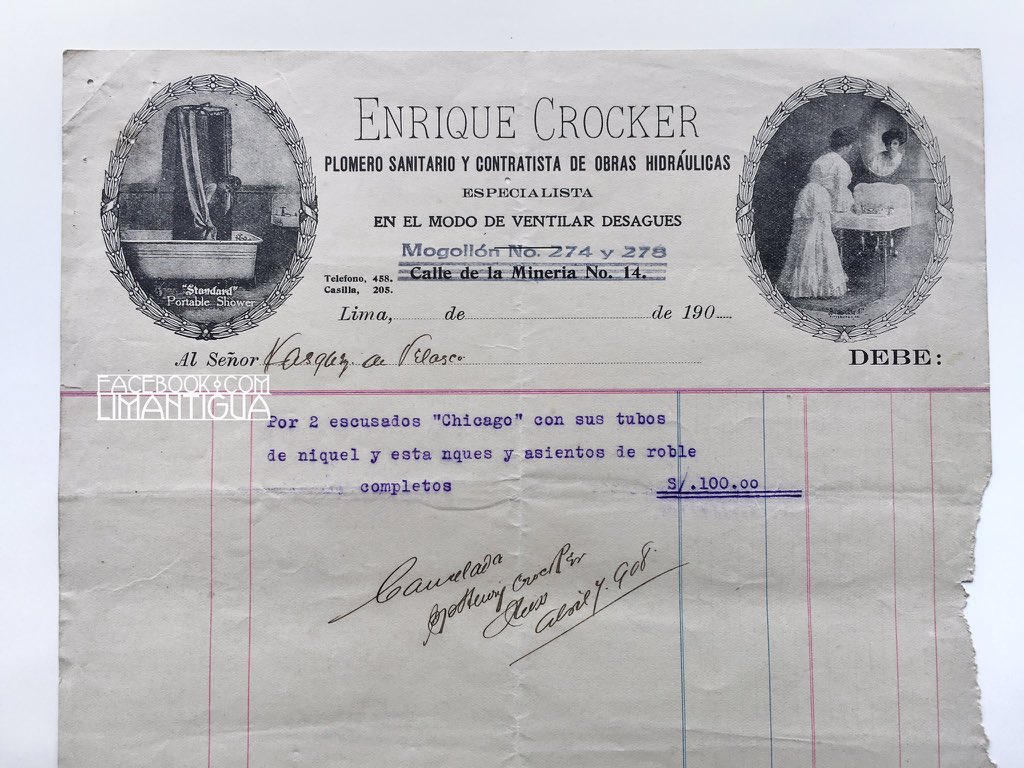 ENRIQUE CROCKER
PLOMERO SANITARIO Y CONTRATISTA DE OBRAS HIDRÁULICAS
ESPECIALISTA
EN EL MODO DE VENTILAR DESAGUES
Mogollón No. 274 y 278
Calle de la Mineria No. 14.
Telefono, 458.
Casilla, 205.
"Standard"
Portable Shower
Lima, de de 190
Al Señor Vasquez de Velasco
DEBE:
FACEBOOK.COM
LIMANTIGUA
Por 2 escusados "Chicago" con sus tubos
de niquel y esta nques y asientos de roble
completos S/.100.00
Cancelada
Henry Crocker
Abril 7. 908.